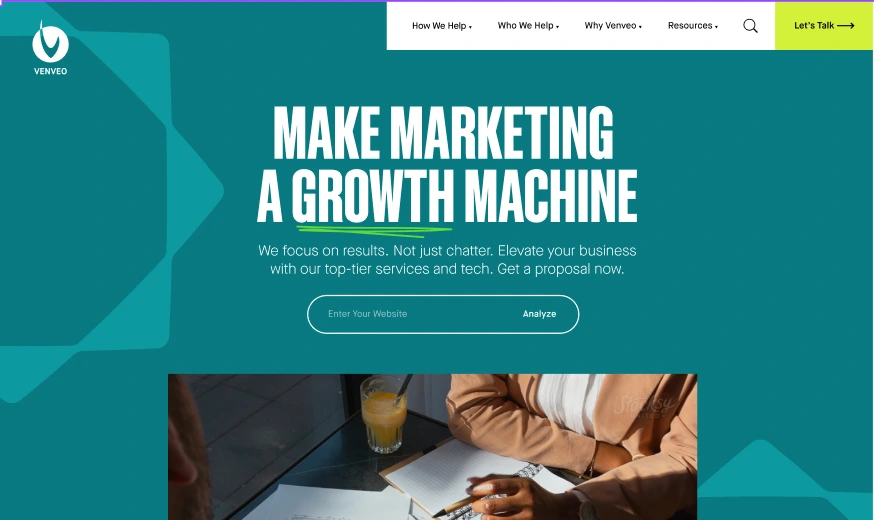 VENVEO
How We Help
Who We Help
Why Venveo
Resources
Let's Talk
MAKE MARKETING
A GROWTH MACHINE
We focus on results. Not just chatter. Elevate your business
with our top-tier services and tech. Get a proposal now.
Enter Your Website
Analyze
Stocksy